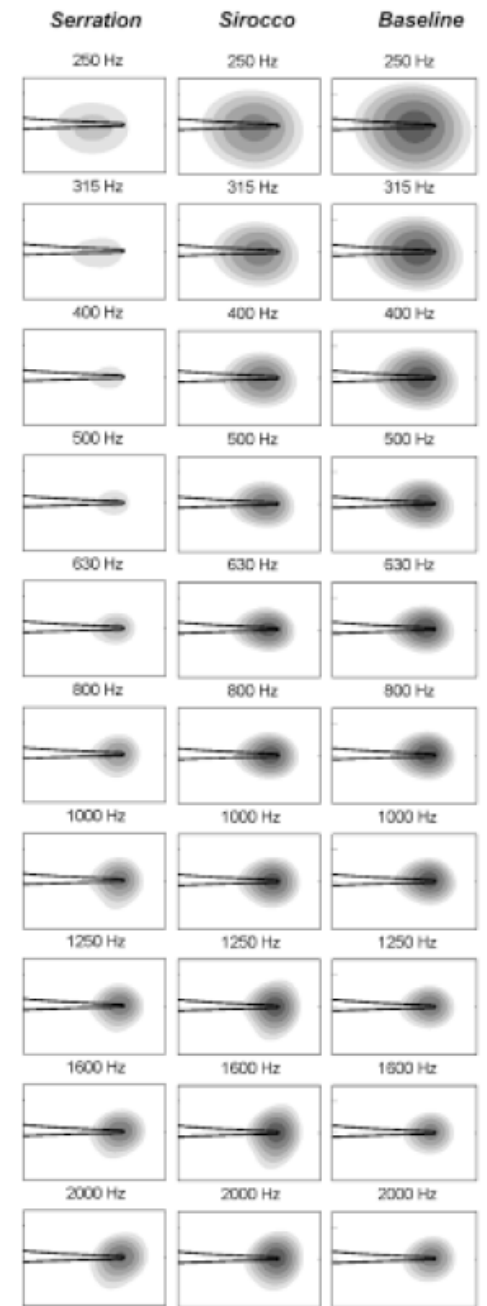 Serration Sirocco Baseline
250 Hz 250 Hz 250 Hz
315 Hz 315 Hz 315 Hz
400 Hz 400 Hz 400 Hz
500 Hz 500 Hz 500 Hz
630 Hz 630 Hz 630 Hz
800 Hz 800 Hz 800 Hz
1000 Hz 1000 Hz 1000 Hz
1250 Hz 1250 Hz 1250 Hz
1600 Hz 1600 Hz 1600 Hz
2000 Hz 2000 Hz 2000 Hz